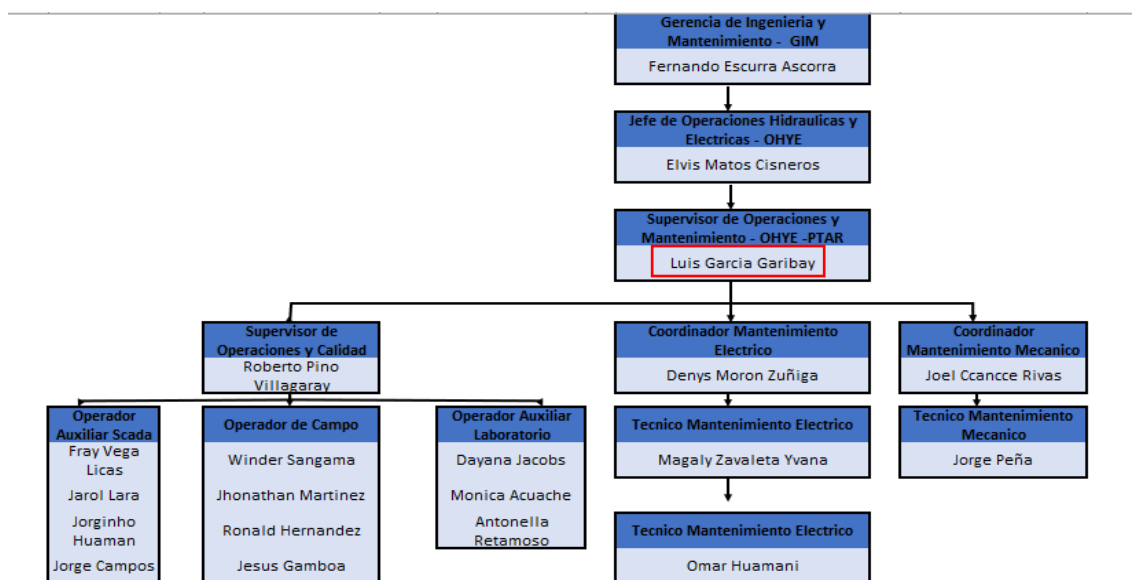 Gerencia de Ingenieria y
Mantenimiento -  GIM
Fernando Escurra Ascorra
Jefe de Operaciones Hidraulicas y
Electricas - OHYE
Elvis Matos Cisneros
Supervisor de Operaciones y
Mantenimiento - OHYE -PTAR
Luis Garcia Garibay
Supervisor de
Operaciones y Calidad
Roberto Pino
Villagaray
Coordinador Mantenimiento
Electrico
Denys Moron Zuñiga
Coordinador
Mantenimiento Mecanico
Joel Ccancce Rivas
Operador
Auxiliar Scada
Fray Vega
Licas
Jarol Lara
Jorginho
Huaman
Jorge Campos
Operador de Campo
Winder Sangama
Jhonathan Martinez
Ronald Hernandez
Jesus Gamboa
Operador Auxiliar
Laboratorio
Dayana Jacobs
Monica Acuache
Antonella
Retamoso
Tecnico Mantenimiento Electrico
Magaly Zavaleta Yvana
Tecnico Mantenimiento Electrico
Omar Huamani
Tecnico Mantenimiento
Mecanico
Jorge Peña